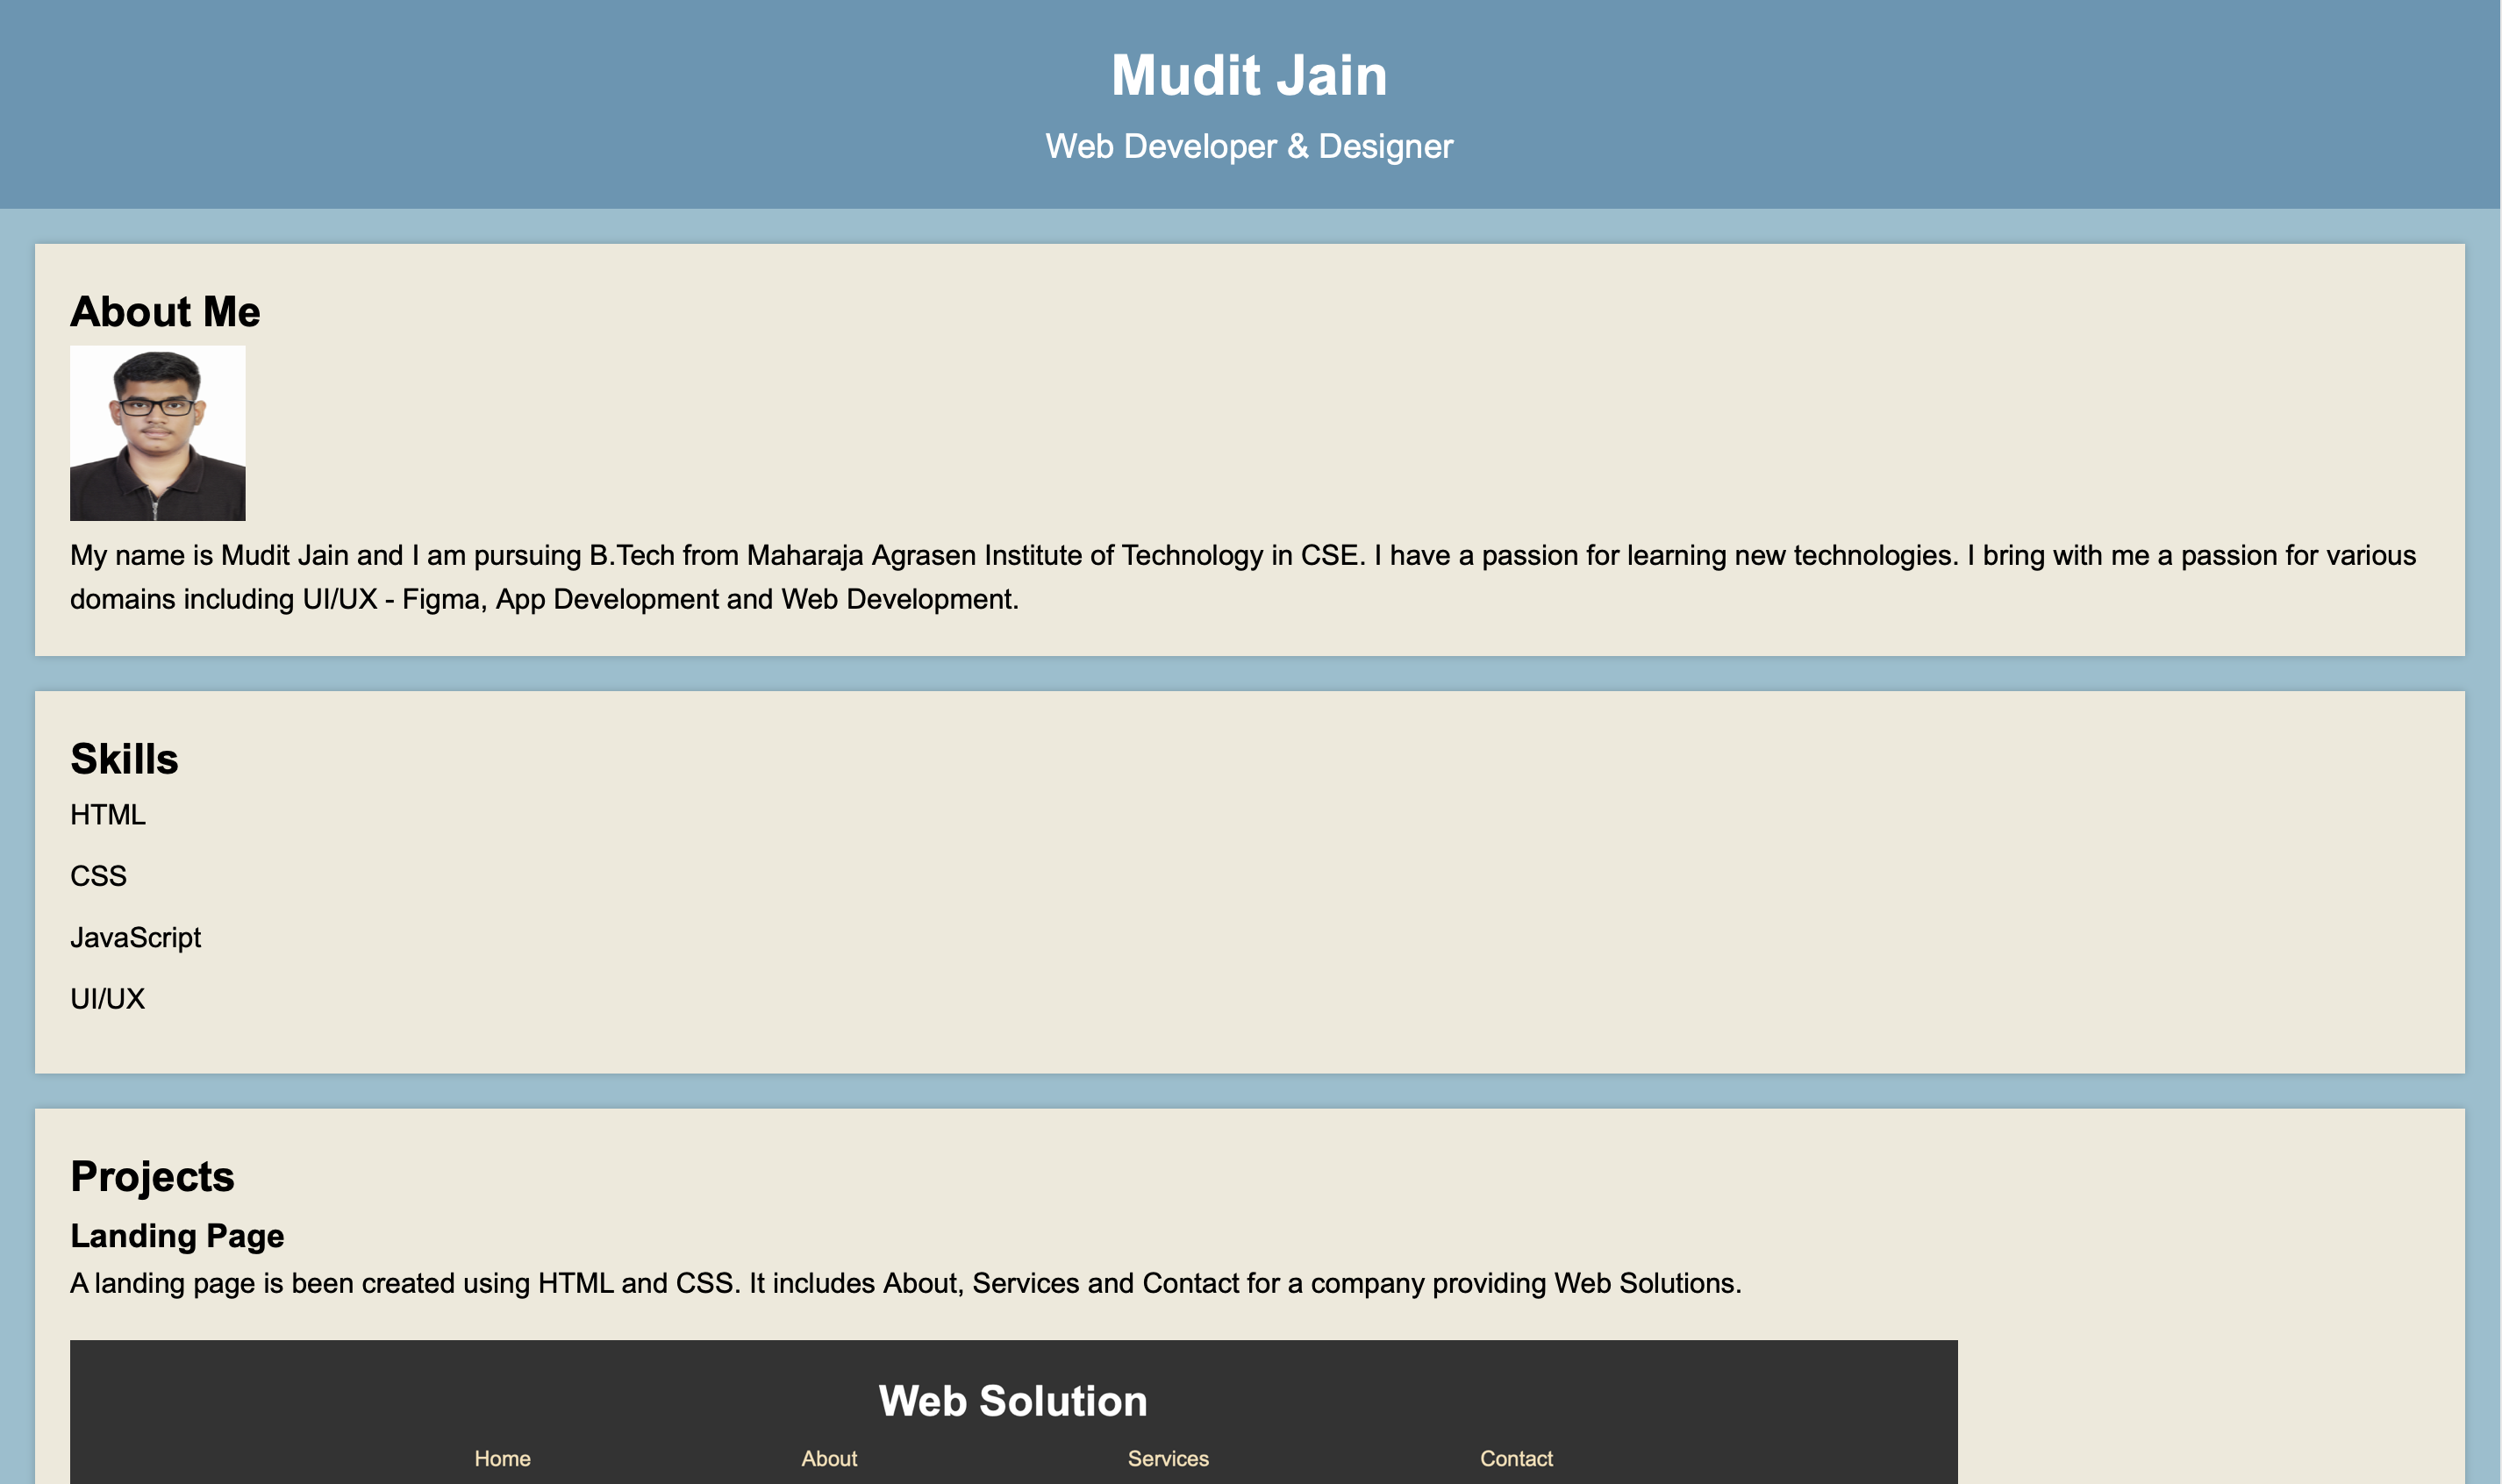 Mudit Jain
Web Developer & Designer
About Me
My name is Mudit Jain and I am pursuing B.Tech from Maharaja Agrasen Institute of Technology in CSE. I have a passion for learning new technologies. I bring with me a passion for various
domains including UI/UX - Figma, App Development and Web Development.
Skills
HTML
CSS
JavaScript
UI/UX
Projects
Landing Page
A landing page is been created using HTML and CSS. It includes About, Services and Contact for a company providing Web Solutions.
Web Solution
Home About Services Contact